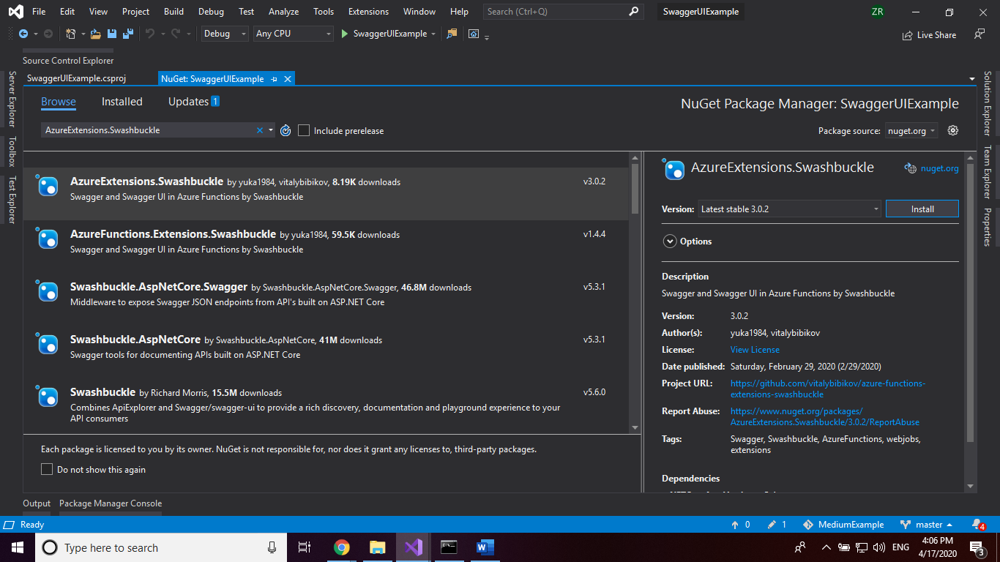 File Edit View Project Build Debug Test Analyze Tools Extensions Window Help Search (Ctrl+Q) SwaggerUIExample ZR
Debug Any CPU SwaggerUIExample Live Share
Source Control Explorer
SwaggerUIExample.csproj NuGet: SwaggerUIExample
Server Explorer
Toolbox
Test Explorer
Browse Installed Updates 1 NuGet Package Manager: SwaggerUIExample
AzureExtensions.Swashbuckle Include prerelease Package source: nuget.org
AzureExtensions.Swashbuckle by yuka1984, vitalybibikov, 8.19K downloads v3.0.2
Swagger and Swagger UI in Azure Functions by Swashbuckle
AzureFunctions.Extensions.Swashbuckle by yuka1984, 59.5K downloads v1.4.4
Swagger and Swagger UI in Azure Functions by Swashbuckle
Swashbuckle.AspNetCore.Swagger by Swashbuckle.AspNetCore.Swagger, 46.8M downloads v5.3.1
Middleware to expose Swagger JSON endpoints from API's built on ASP.NET Core
Swashbuckle.AspNetCore by Swashbuckle.AspNetCore, 41M downloads v5.3.1
Swagger tools for documenting APIs built on ASP.NET Core
Swashbuckle by Richard Morris, 15.5M downloads v5.6.0
Combines ApiExplorer and Swagger/swagger-ui to provide a rich discovery, documentation and playground experience to your
API consumers
Each package is licensed to you by its owner. NuGet is not responsible for, nor does it grant any licenses to, third-party packages.
Do not show this again
AzureExtensions.Swashbuckle nuget.org
Version: Latest stable 3.0.2 Install
Options
Description
Swagger and Swagger UI in Azure Functions by Swashbuckle
Version: 3.0.2
Author(s): yuka1984, vitalybibikov
License: View License
Date published: Saturday, February 29, 2020 (2/29/2020)
Project URL: https://github.com/vitalybibikov/azure-functions-
extensions-swashbuckle
Report Abuse: https://www.nuget.org/packages/
AzureExtensions.Swashbuckle/3.0.2/ReportAbuse
Tags: Swagger, Swashbuckle, AzureFunctions, webjobs,
extensions
Dependencies
Solution Explorer
Team Explorer
Properties
Output Package Manager Console
Ready 0 1 MediumExample master 4
Type here to search ENG 4:06 PM
4/17/2020 3